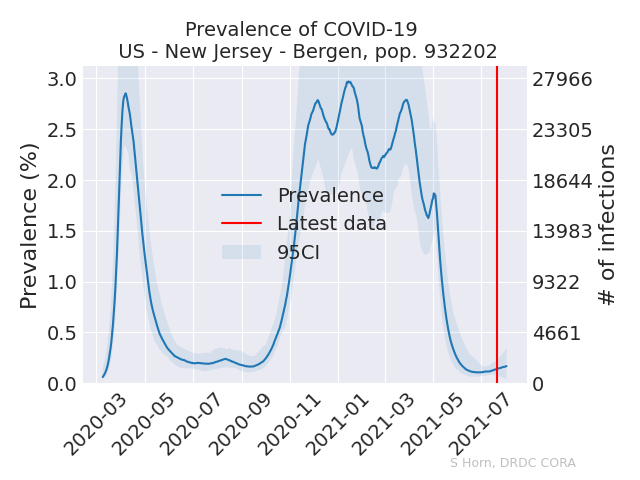 Prevalence of COVID-19
US - New Jersey - Bergen, pop. 932202
Prevalence (%)
3.0
2.5
2.0
1.5
1.0
0.5
0.0
27966
23305
18644
13983
9322
4661
0
# of infections
Prevalence
Latest data
95CI
2020-03
2020-05
2020-07
2020-09
2020-11
2021-01
2021-03
2021-05
2021-07
S Horn, DRDC CORA